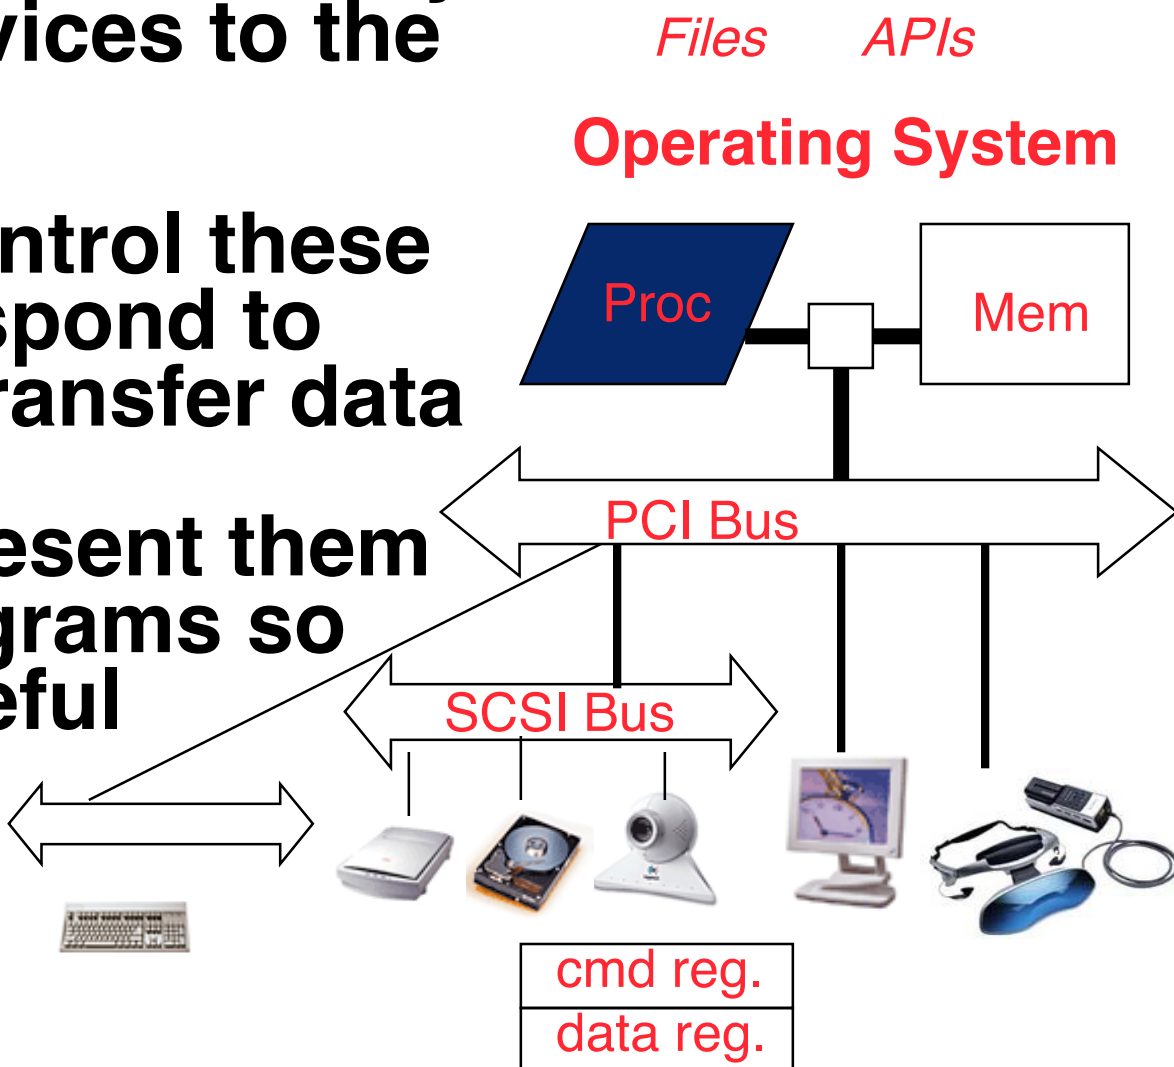 vices to the
ntrol these
spond to
ransfer data
esent them
grams so
eful
Files APIs
Operating System
Proc
Mem
PCI Bus
SCSI Bus
cmd reg.
data reg.